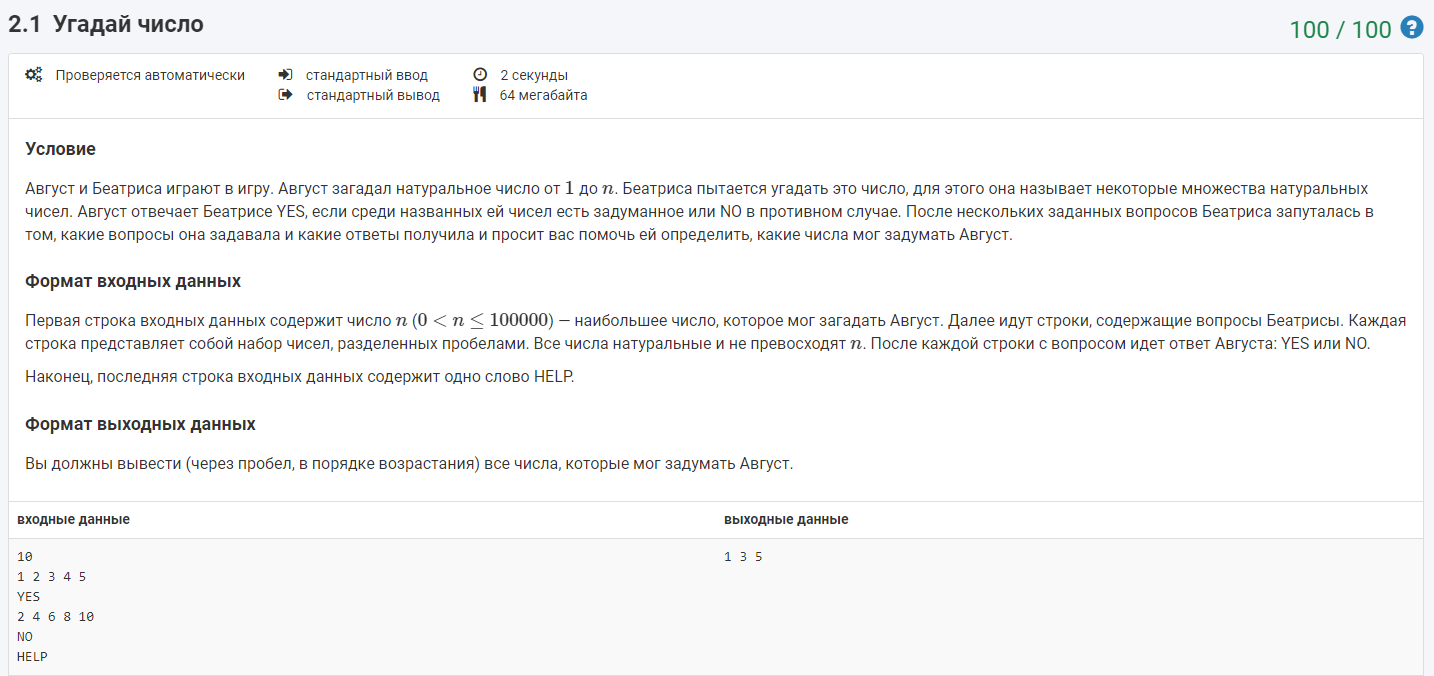 2.1 Угадай число
100 / 100
Проверяется автоматически
стандартный ввод
2 секунды
стандартный вывод
64 мегабайта
Условие
Август и Беатриса играют в игру. Август загадал натуральное число от 1 до n. Беатриса пытается угадать это число, для этого она называет некоторые множества натуральных
чисел. Август отвечает Беатрисе YES, если среди названных ей чисел есть задуманное или NO в противном случае. После нескольких заданных вопросов Беатриса запуталась в
том, какие вопросы она задавала и какие ответы получила и просит вас помочь ей определить, какие числа мог задумать Август.
Формат входных данных
Первая строка входных данных содержит число n (0 < n ≤ 100000) — наибольшее число, которое мог загадать Август. Далее идут строки, содержащие вопросы Беатрисы. Каждая
строка представляет собой набор чисел, разделенных пробелами. Все числа натуральные и не превосходят n. После каждой строки с вопросом идет ответ Августа: YES или NO.
Наконец, последняя строка входных данных содержит одно слово HELP.
Формат выходных данных
Вы должны вывести (через пробел, в порядке возрастания) все числа, которые мог задумать Август.
входные данные
выходные данные
10
1 2 3 4 5
YES
2 4 6 8 10
NO
HELP
1 3 5